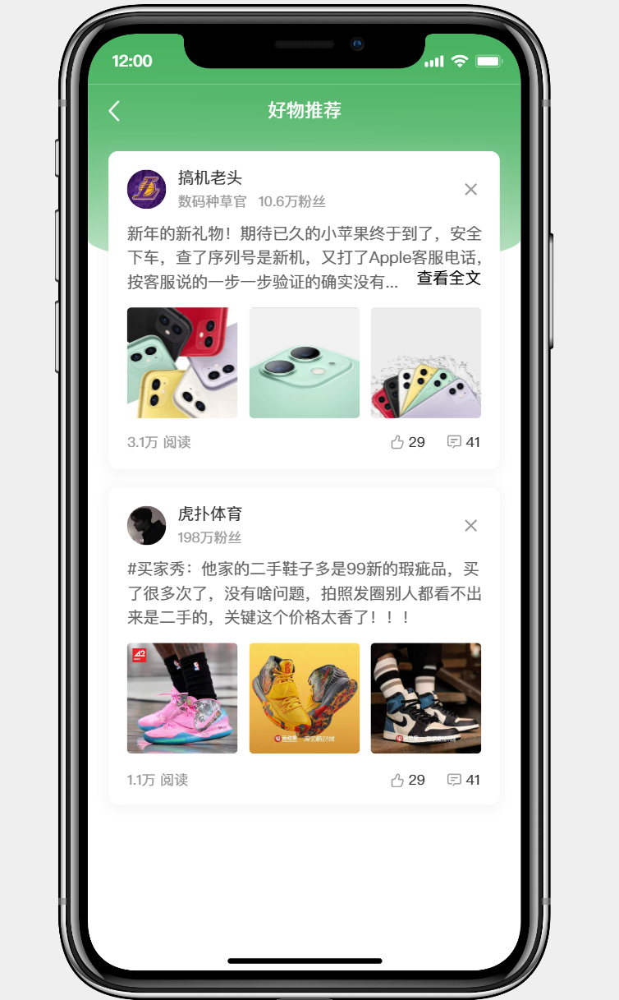 12:00
好物推荐
搞机老头
数码种草官 10.6万粉丝
新年的新礼物！期待已久的小苹果终于到了，安全
下车，查了序列号是新机，又打了Apple客服电话，
按客服说的一步一步验证的确实没有...
查看全文
3.1万 阅读
29
41
虎扑体育
198万粉丝
#买家秀：他家的二手鞋子多是99新的瑕疵品，买
了很多次了，没有啥问题，拍照发圈别人都看不出
来是二手的，关键这个价格太香了！！！
1.1万 阅读
29
41